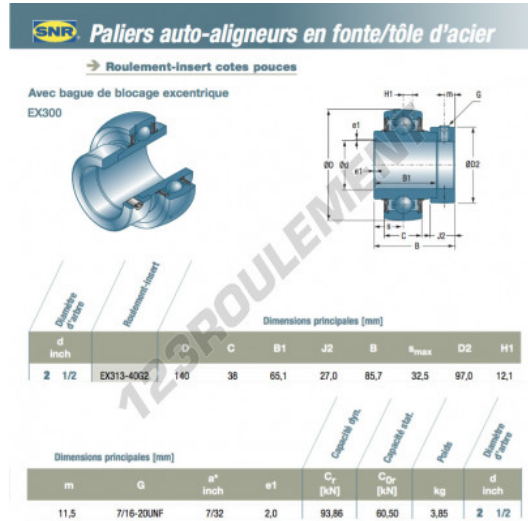 SNR Paliers auto-aligneurs en fonte/tôle d'acier
→ Roulement-insert cotes pouces
Avec bague de blocage excentrique
EX300
H1 m G
e1
ØD Ød ØD2
e1 B1
s
C J2
B
123ROULEMENT
Diamètre d'arbre
Roulement-insert
Dimensions principales [mm]
d inch D C B1 J2 B smax D2 H1
2 1/2 EX313-40G2 140 38 65,1 27,0 85,7 32,5 97,0 12,1
Dimensions principales [mm]
Capacité dyn.
Capacité stat.
Poids
Diamètre d'arbre
m G a* inch e1 Cr [kN] C0r [kN] kg d inch
11,5 7/16-20UNF 7/32 2,0 93,86 60,50 3,85 2 1/2